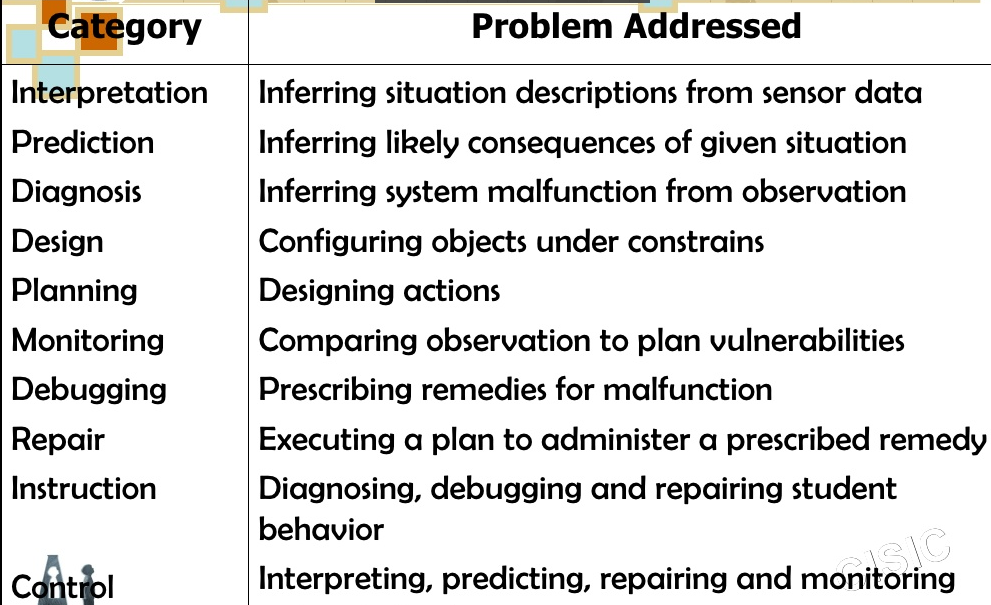 Category Problem Addressed
Interpretation Inferring situation descriptions from sensor data
Prediction Inferring likely consequences of given situation
Diagnosis Inferring system malfunction from observation
Design Configuring objects under constrains
Planning Designing actions
Monitoring Comparing observation to plan vulnerabilities
Debugging Prescribing remedies for malfunction
Repair Executing a plan to administer a prescribed remedy
Instruction Diagnosing, debugging and repairing student
behavior
Control Interpreting, predicting, repairing and monitoring